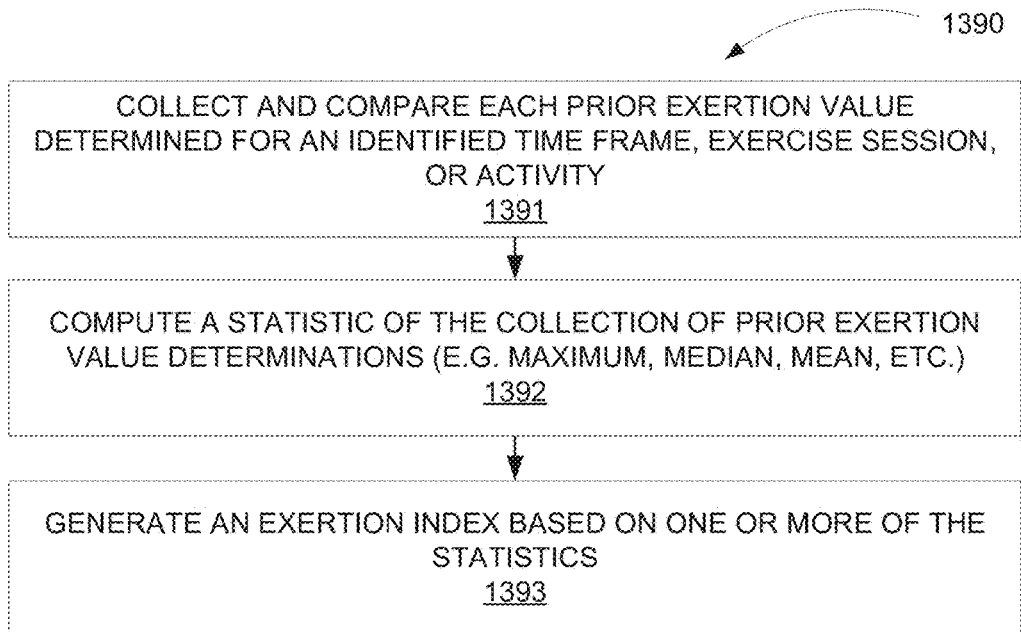 1390
COLLECT AND COMPARE EACH PRIOR EXERTION VALUE
DETERMINED FOR AN IDENTIFIED TIME FRAME, EXERCISE SESSION,
OR ACTIVITY
1391
COMPUTE A STATISTIC OF THE COLLECTION OF PRIOR EXERTION
VALUE DETERMINATIONS (E.G. MAXIMUM, MEDIAN, MEAN, ETC.)
1392
GENERATE AN EXERTION INDEX BASED ON ONE OR MORE OF THE
STATISTICS
1393